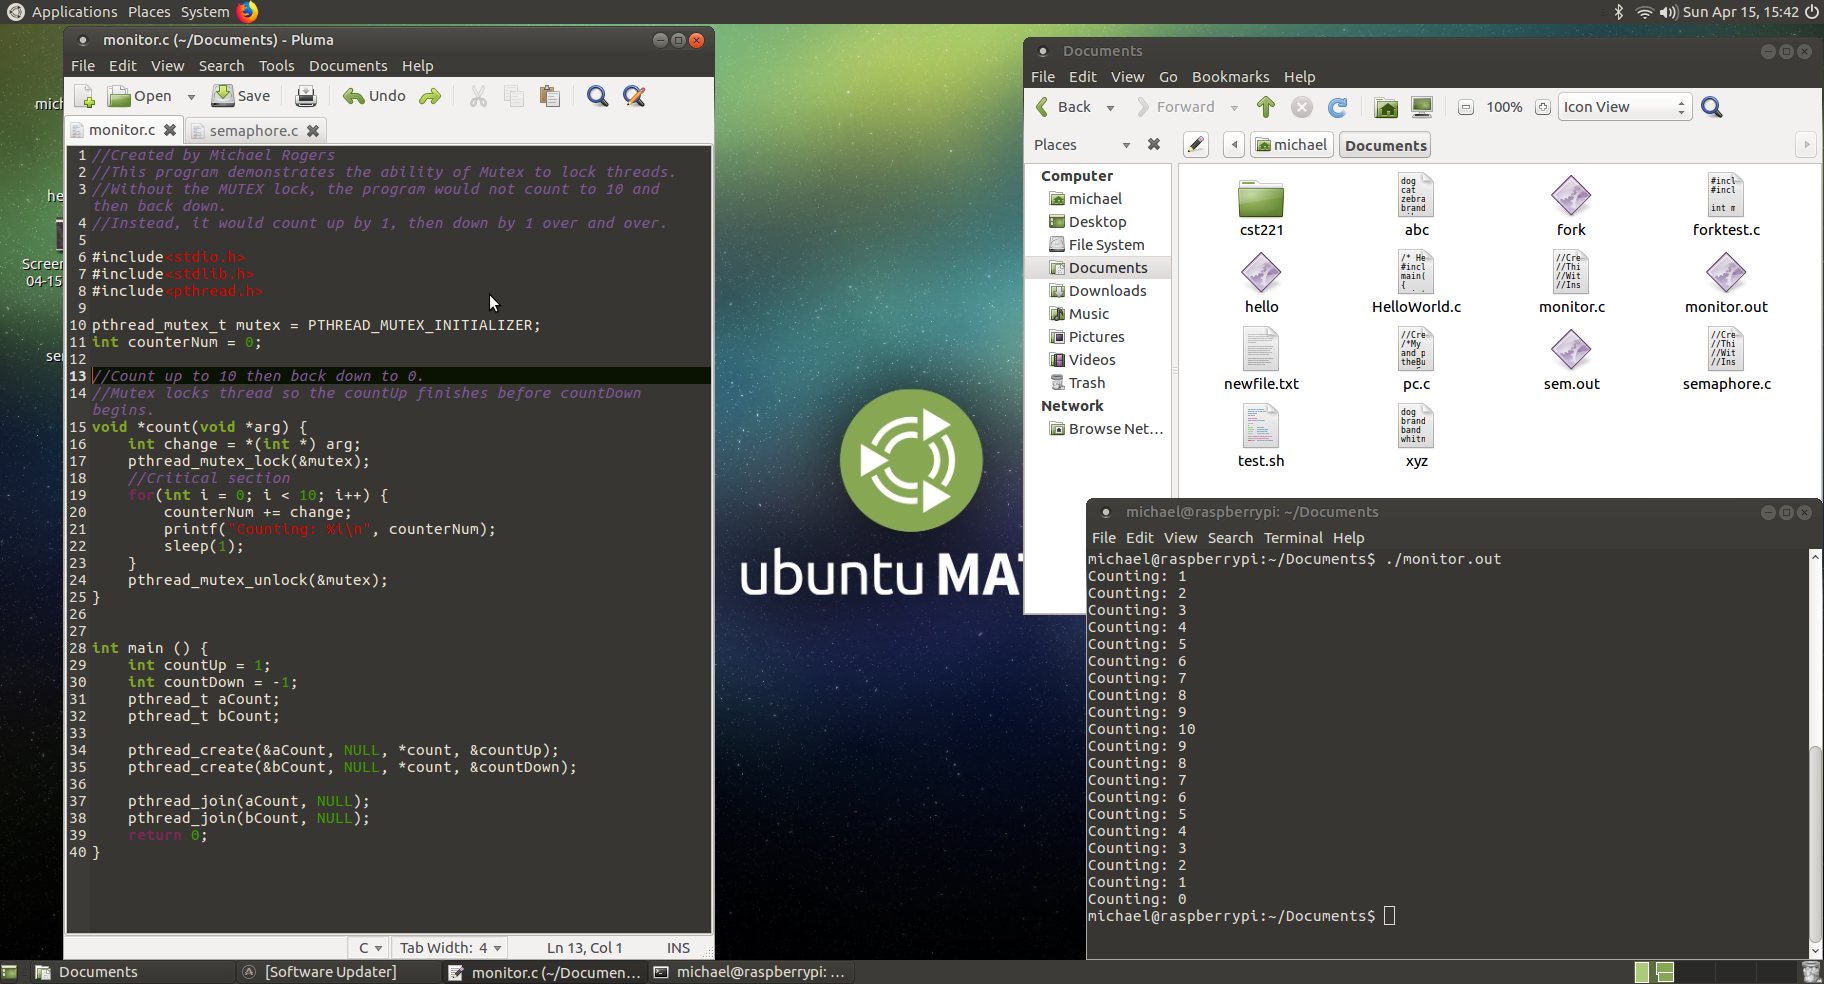 Applications Places System
Sun Apr 15, 15:42
monitor.c (~/Documents) - Pluma
File Edit View Search Tools Documents Help
Open Save Undo
monitor.c semaphore.c
1 //Created by Michael Rogers
2 //This program demonstrates the ability of Mutex to lock threads.
3 //Without the MUTEX lock, the program would not count to 10 and
then back down.
4 //Instead, it would count up by 1, then down by 1 over and over.
5
6 #include<stdio.h>
7 #include<stdlib.h>
8 #include<pthread.h>
9
10 pthread_mutex_t mutex = PTHREAD_MUTEX_INITIALIZER;
11 int counterNum = 0;
12
13 //Count up to 10 then back down to 0.
14 //Mutex locks thread so the countUp finishes before countDown
begins.
15 void *count(void *arg) {
16     int change = *(int *) arg;
17     pthread_mutex_lock(&mutex);
18     //Critical section
19     for(int i = 0; i < 10; i++) {
20         counterNum += change;
21         printf("Counting: %i\n", counterNum);
22         sleep(1);
23     }
24     pthread_mutex_unlock(&mutex);
25 }
26
27
28 int main () {
29     int countUp = 1;
30     int countDown = -1;
31     pthread_t aCount;
32     pthread_t bCount;
33
34     pthread_create(&aCount, NULL, *count, &countUp);
35     pthread_create(&bCount, NULL, *count, &countDown);
36
37     pthread_join(aCount, NULL);
38     pthread_join(bCount, NULL);
39     return 0;
40 }
C Tab Width: 4 Ln 13, Col 1 INS
mich
he
Screen
04-15
ser
ubuntu MAT
Documents
File Edit View Go Bookmarks Help
Back Forward 100% Icon View
Places michael Documents
Computer
michael
Desktop
File System
Documents
Downloads
Music
Pictures
Videos
Trash
Network
Browse Net...
cst221 abc fork forktest.c
hello HelloWorld.c monitor.c monitor.out
newfile.txt pc.c sem.out semaphore.c
test.sh xyz
michael@raspberrypi: ~/Documents
File Edit View Search Terminal Help
michael@raspberrypi:~/Documents$ ./monitor.out
Counting: 1
Counting: 2
Counting: 3
Counting: 4
Counting: 5
Counting: 6
Counting: 7
Counting: 8
Counting: 9
Counting: 10
Counting: 9
Counting: 8
Counting: 7
Counting: 6
Counting: 5
Counting: 4
Counting: 3
Counting: 2
Counting: 1
Counting: 0
michael@raspberrypi:~/Documents$
Documents [Software Updater] monitor.c (~/Documen... michael@raspberrypi: ...